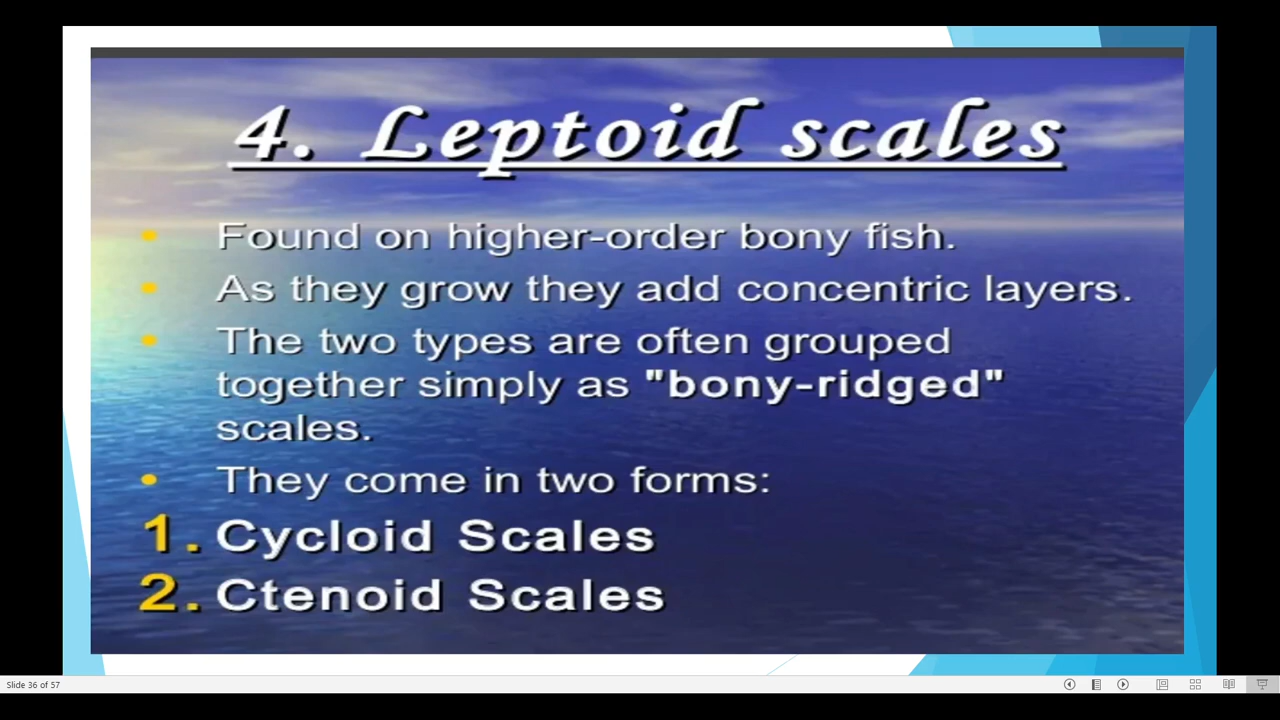 4. Leptoid scales
• Found on higher-order bony fish.
• As they grow they add concentric layers.
• The two types are often grouped
together simply as "bony-ridged"
scales.
• They come in two forms:
1. Cycloid Scales
2. Ctenoid Scales
Slide 36 of 57